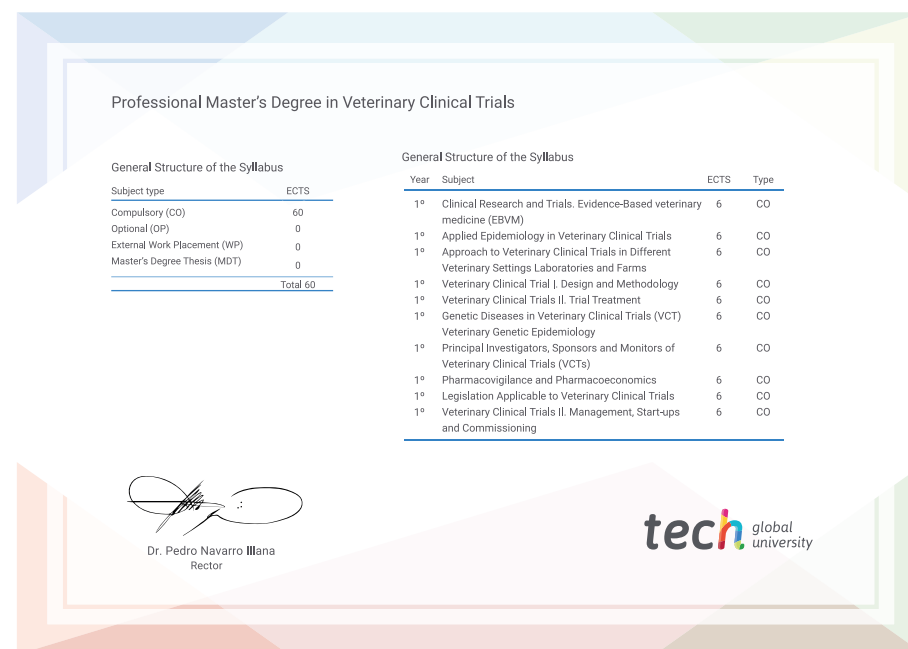 Professional Master's Degree in Veterinary Clinical Trials
General Structure of the Syllabus
Subject type ECTS
Compulsory (CO) 60
Optional (OP) 0
External Work Placement (WP) 0
Master's Degree Thesis (MDT) 0
Total 60
General Structure of the Syllabus
Year Subject ECTS Type
1º Clinical Research and Trials. Evidence-Based veterinary 6 CO
medicine (EBVM)
1º Applied Epidemiology in Veterinary Clinical Trials 6 CO
1º Approach to Veterinary Clinical Trials in Different 6 CO
Veterinary Settings Laboratories and Farms
1º Veterinary Clinical Trial I. Design and Methodology 6 CO
1º Veterinary Clinical Trials II. Trial Treatment 6 CO
1º Genetic Diseases in Veterinary Clinical Trials (VCT) 6 CO
Veterinary Genetic Epidemiology
1º Principal Investigators, Sponsors and Monitors of 6 CO
Veterinary Clinical Trials (VCTs)
1º Pharmacovigilance and Pharmacoeconomics 6 CO
1º Legislation Applicable to Veterinary Clinical Trials 6 CO
1º Veterinary Clinical Trials II. Management, Start-ups 6 CO
and Commissioning
Dr. Pedro Navarro Illana
Rector
tech global
university